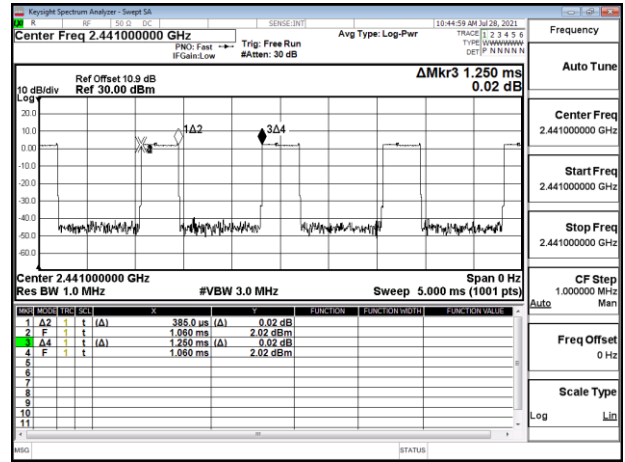 Keysight Spectrum Analyzer - Swept SA
R RF 50 Ω DC SENSE:INT 10:44:59 AM Jul 28, 2021
Center Freq 2.441000000 GHz
PNO: Fast
IFGain:Low
Trig: Free Run
#Atten: 30 dB
Avg Type: Log-Pwr
TRACE 1 2 3 4 5 6
TYPE WWWWWW
DET P NNNNN
Ref Offset 10.9 dB
10 dB/div Ref 30.00 dBm
Log
ΔMkr3 1.250 ms
0.02 dB
20.0
10.0
0.00
-10.0
-20.0
-30.0
-40.0
-50.0
-60.0
1Δ2
3Δ4
Center 2.441000000 GHz Span 0 Hz
Res BW 1.0 MHz #VBW 3.0 MHz Sweep 5.000 ms (1001 pts)
MKR MODE TRC SCL X Y FUNCTION FUNCTION WIDTH FUNCTION VALUE
1 Δ2 1 t (Δ) 385.0 µs (Δ) 0.02 dB
2 F 1 t 1.060 ms 2.02 dBm
3 Δ4 1 t (Δ) 1.250 ms (Δ) 0.02 dB
4 F 1 t 1.060 ms 2.02 dBm
5
6
7
8
9
10
11
MSG STATUS
Frequency
Auto Tune
Center Freq
2.441000000 GHz
Start Freq
2.441000000 GHz
Stop Freq
2.441000000 GHz
CF Step
1.000000 MHz
Auto Man
Freq Offset
0 Hz
Scale Type
Log Lin